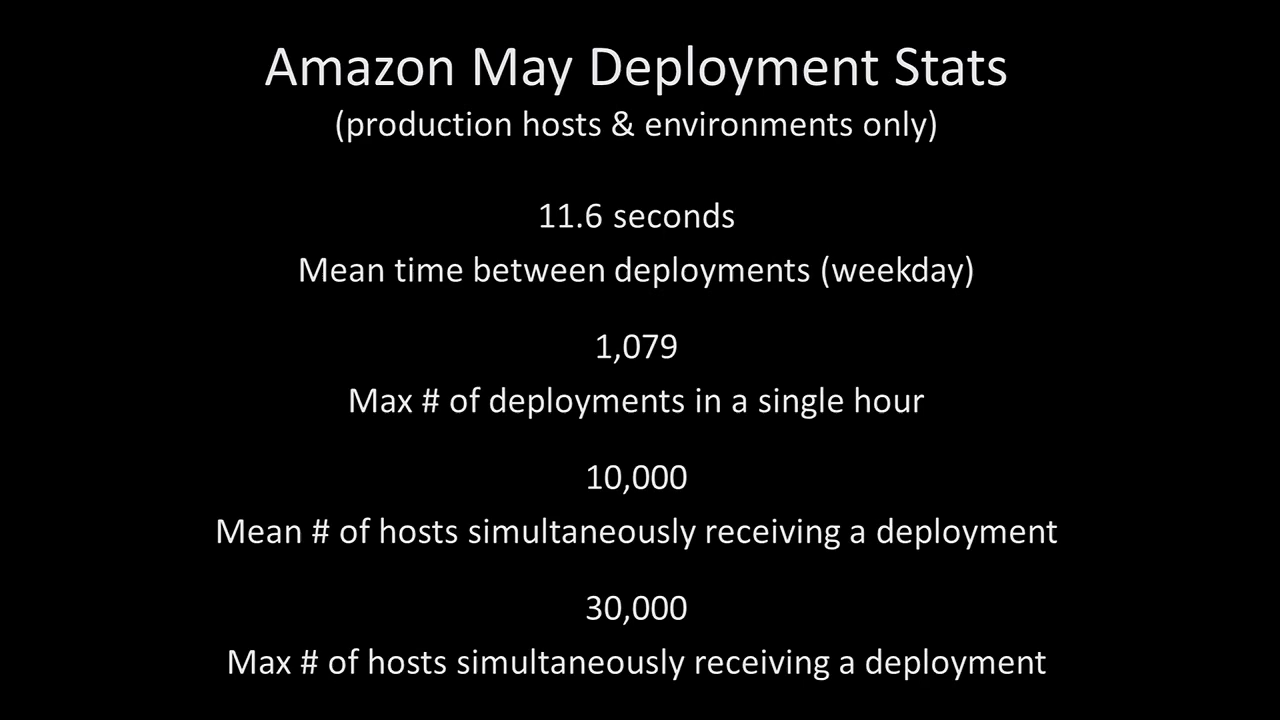 Amazon May Deployment Stats
(production hosts & environments only)
11.6 seconds
Mean time between deployments (weekday)
1,079
Max # of deployments in a single hour
10,000
Mean # of hosts simultaneously receiving a deployment
30,000
Max # of hosts simultaneously receiving a deployment